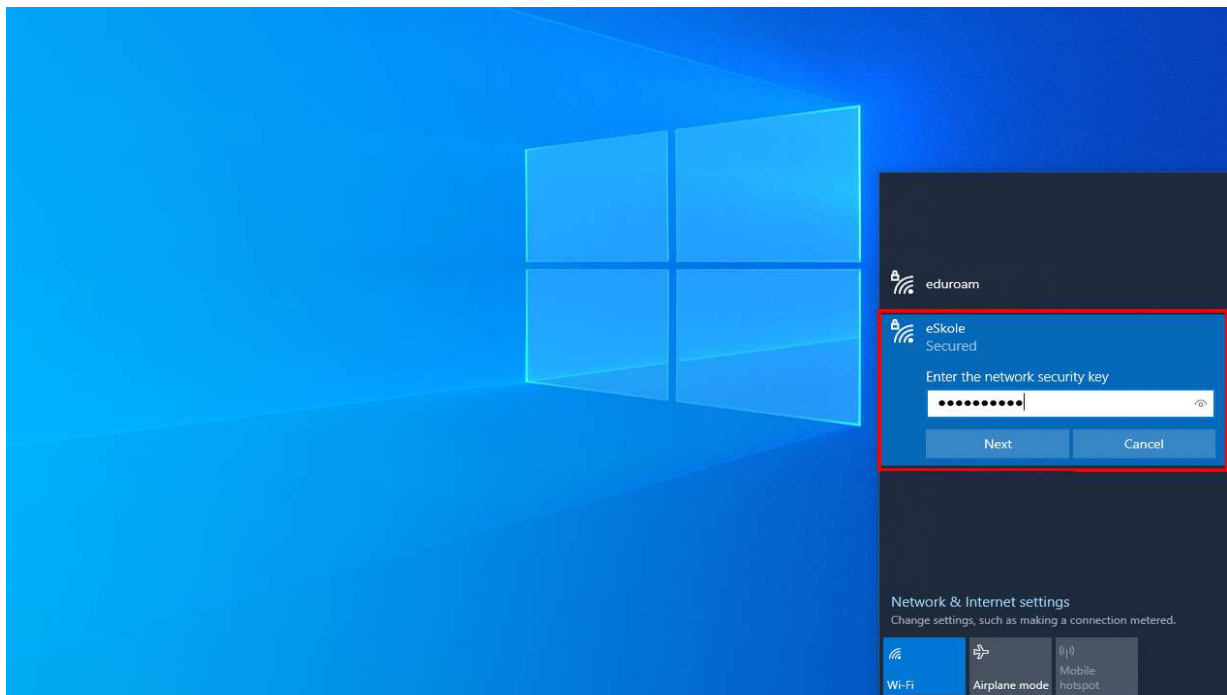 eduroam
eSkole
Secured
Enter the network security key
••••••••••
Next Cancel
Network & Internet settings
Change settings, such as making a connection metered.
Mobile
Wi-Fi Airplane mode hotspot